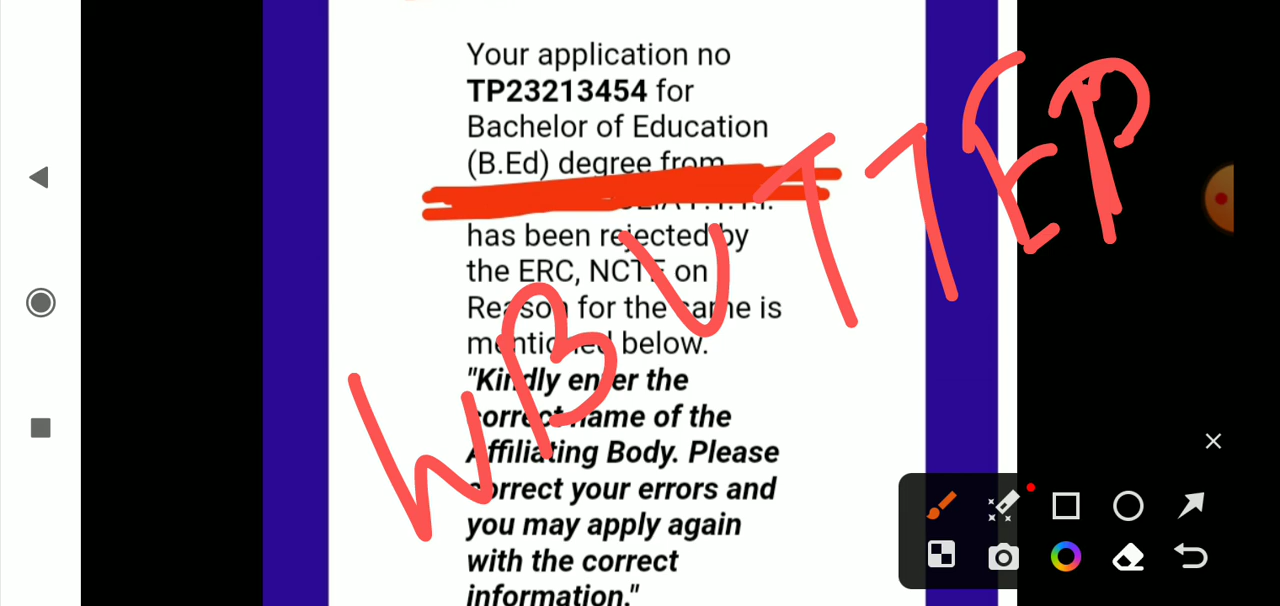 Your application no
TP23213454 for
Bachelor of Education
(B.Ed) degree from
P.T.T.I.
has been rejected by
the ERC, NCTE on
Reason for the same is
mentioned below.
"Kindly enter the
correct name of the
Affiliating Body. Please
correct your errors and
you may apply again
with the correct
information."
WBUTTEP